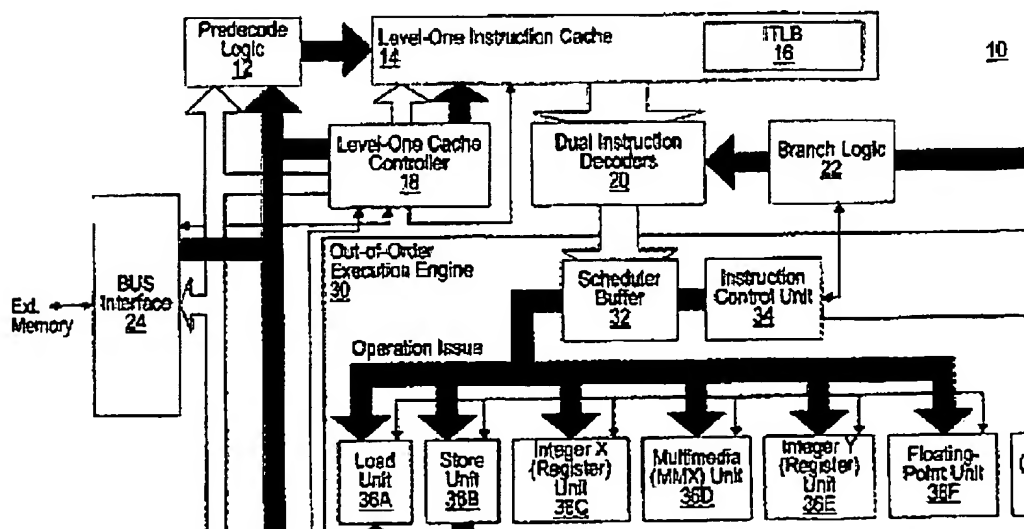 Predecode
Logic
12
Level-One Instruction Cache
14
ITLB
16
10
Level-One Cache
Controller
18
Dual Instruction
Decoders
20
Branch Logic
22
Out-of-Order
Execution Engine
30
BUS
Interface
24
Ext.
Memory
Scheduler
Buffer
32
Instruction
Control Unit
34
Operation Issue
Load
Unit
36A
Store
Unit
36B
Integer X
(Register)
Unit
36C
Multimedia
(MMX) Unit
36D
Integer Y
(Register)
Unit
36E
Floating-
Point Unit
36F